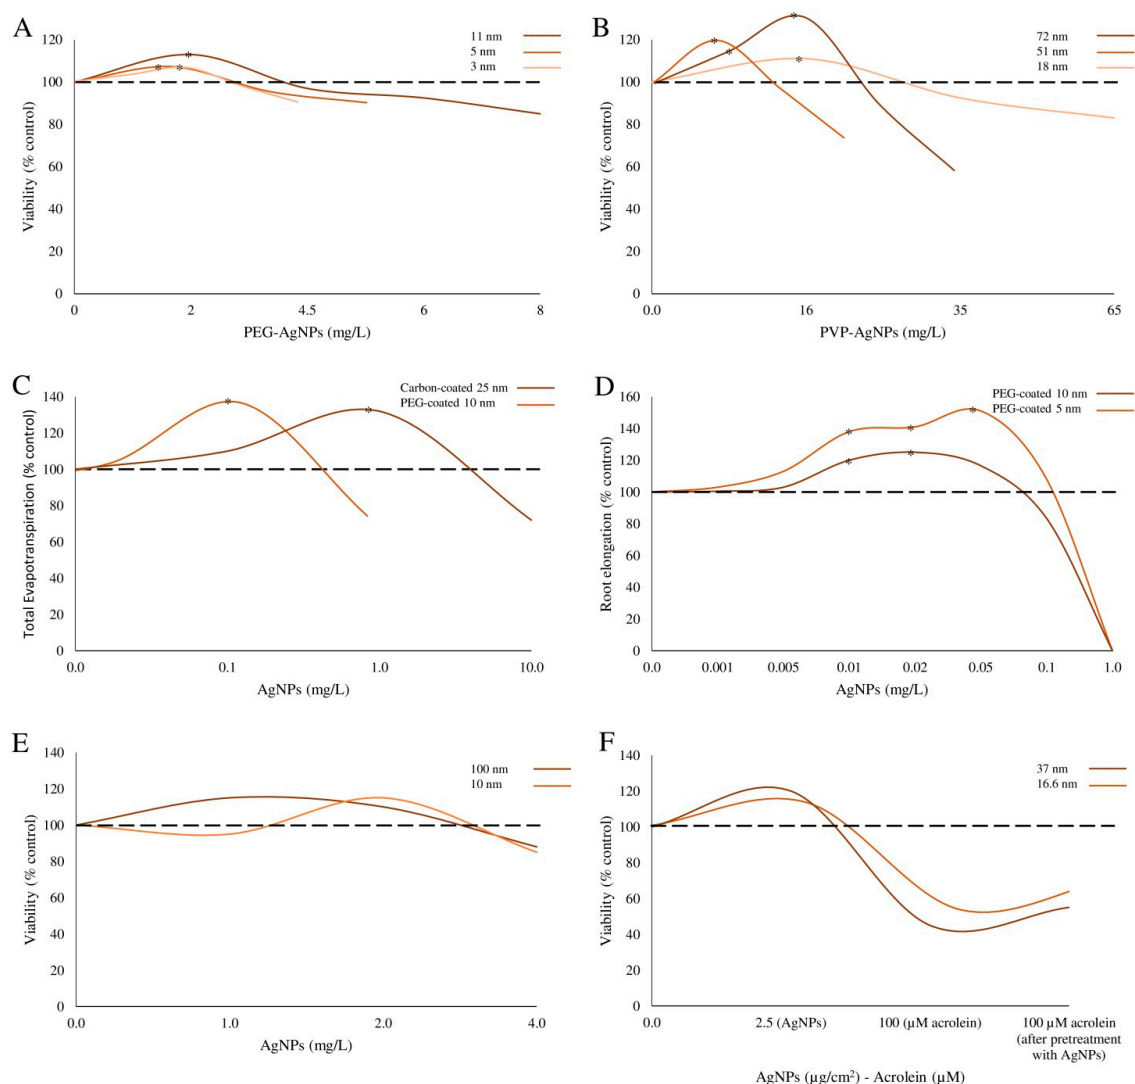 A
11 nm
5 nm
3 nm
120
100
80
60
40
20
0
Viability (% control)
0
2
4.5
6
8
PEG-AgNPs (mg/L)
B
72 nm
51 nm
18 nm
120
100
80
60
40
20
0
Viability (% control)
0.0
16
35
65
PVP-AgNPs (mg/L)
C
Carbon-coated 25 nm
PEG-coated 10 nm
140
120
100
80
60
40
20
0
Total Evapotranspiration (% control)
0.0
0.1
1.0
10.0
AgNPs (mg/L)
D
PEG-coated 10 nm
PEG-coated 5 nm
160
140
120
100
80
60
40
20
0
Root elongation (% control)
0.0
0.001
0.005
0.01
0.02
0.05
0.1
1.0
AgNPs (mg/L)
E
100 nm
10 nm
140
120
100
80
60
40
20
0
Viability (% control)
0.0
1.0
2.0
4.0
AgNPs (mg/L)
F
37 nm
16.6 nm
140
120
100
80
60
40
20
0
Viability (% control)
0.0
2.5 (AgNPs)
100 (µM acrolein)
100 µM acrolein
(after pretreatment
with AgNPs)
AgNPs (µg/cm²) - Acrolein (µM)